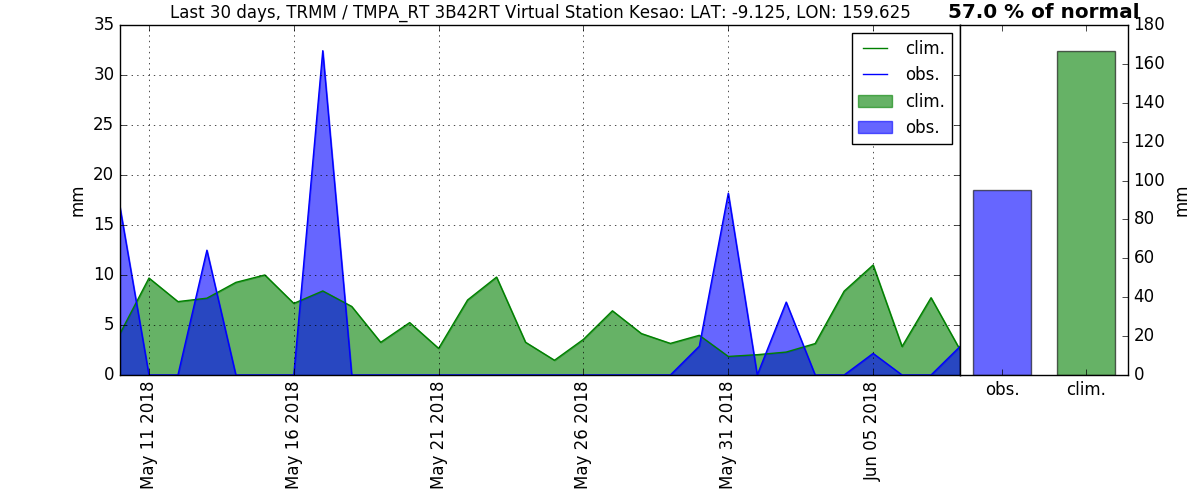 Last 30 days, TRMM / TMPA_RT 3B42RT Virtual Station Kesao: LAT: -9.125, LON: 159.625
57.0 % of normal
35
30
25
20
15
10
5
0
mm
clim.
obs.
clim.
obs.
May 11 2018
May 16 2018
May 21 2018
May 26 2018
May 31 2018
Jun 05 2018
180
160
140
120
100
80
60
40
20
0
mm
obs.
clim.